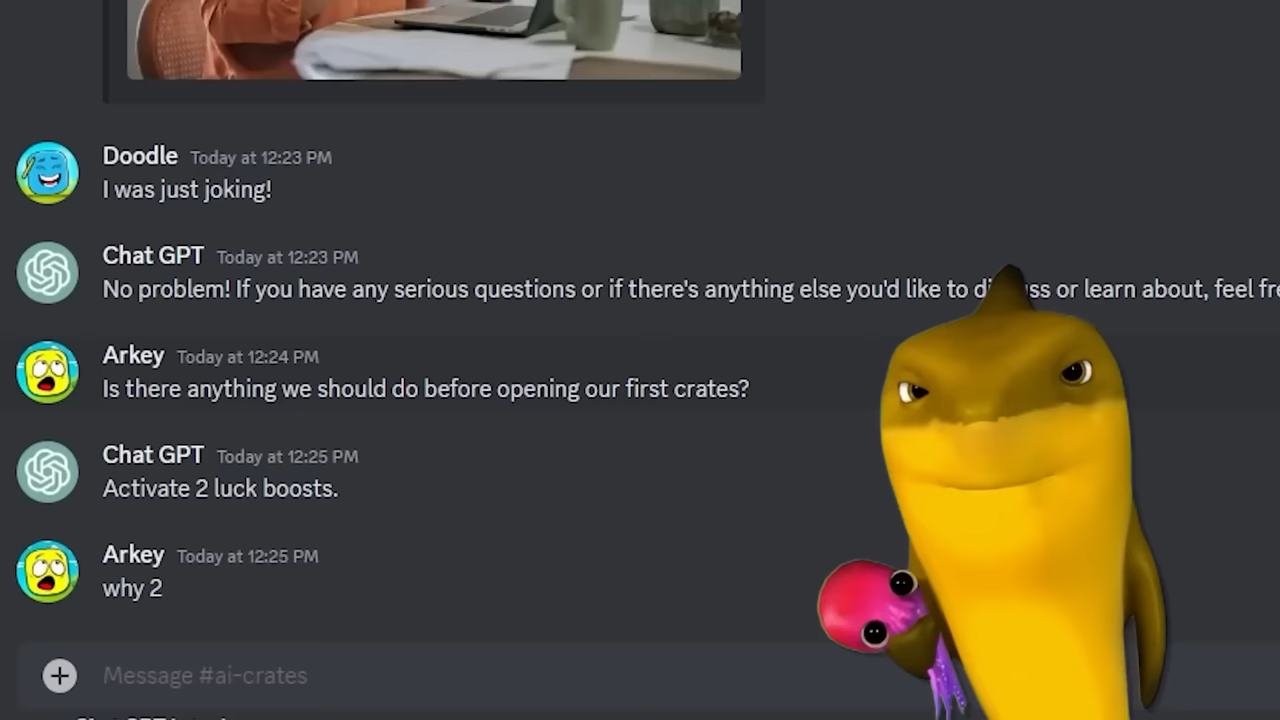 Doodle Today at 12:23 PM
I was just joking!
Chat GPT Today at 12:23 PM
No problem! If you have any serious questions or if there's anything else you'd like to or learn about, feel
Arkey Today at 12:24 PM
Is there anything we should do before opening our first crates?
Chat GPT Today at 12:25 PM
Activate 2 luck boosts.
Arkey Today at 12:25 PM
why 2
Message #ai-crates